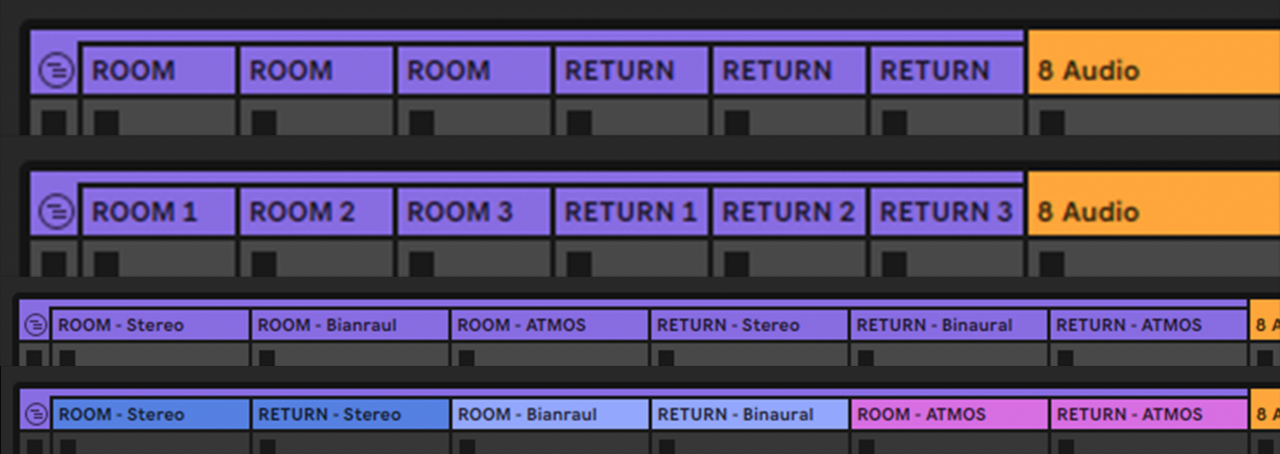 ROOM ROOM ROOM RETURN RETURN RETURN 8 Audio
ROOM 1 ROOM 2 ROOM 3 RETURN 1 RETURN 2 RETURN 3 8 Audio
ROOM - Stereo ROOM - Bianraul ROOM - ATMOS RETURN - Stereo RETURN - Binaural RETURN - ATMOS 8 A
ROOM - Stereo RETURN - Stereo ROOM - Bianraul RETURN - Binaural ROOM - ATMOS RETURN - ATMOS 8 A